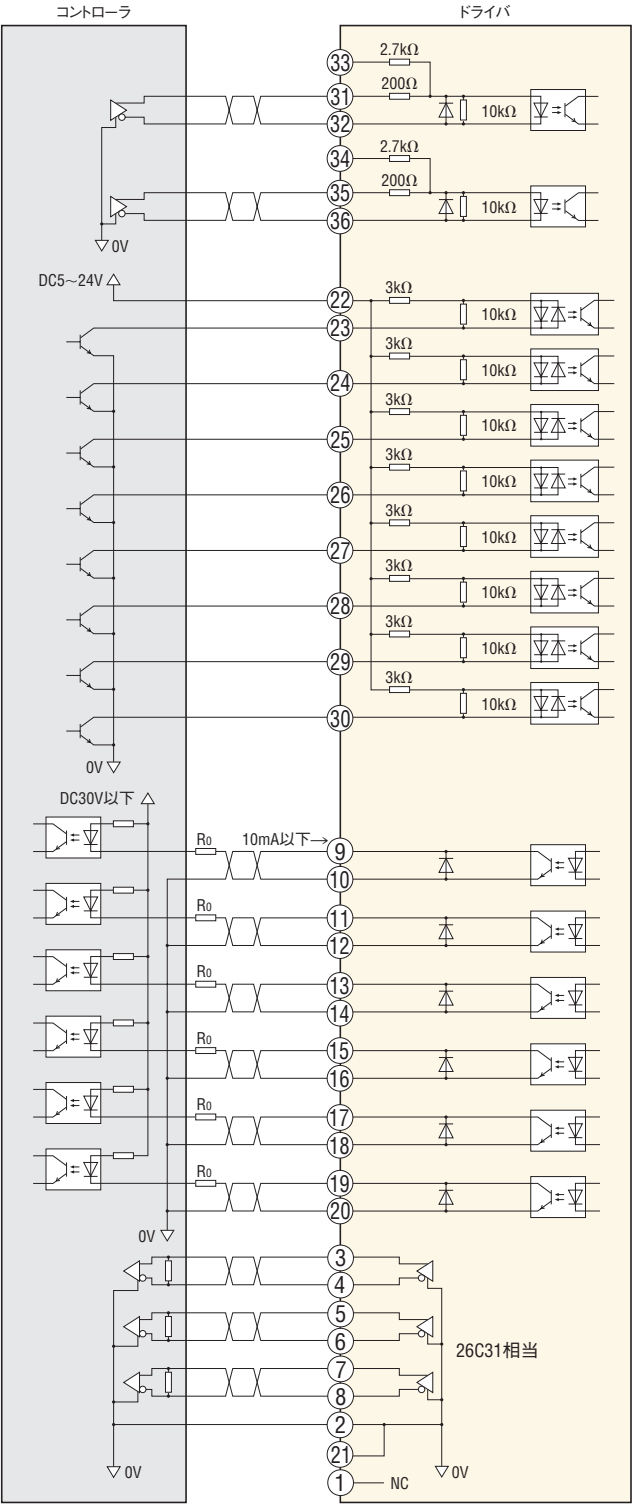 コントローラ
ドライバ
33
2.7kΩ
31
200Ω
32
10kΩ
34
2.7kΩ
35
200Ω
36
10kΩ
0V
DC5~24V
22
3kΩ
23
10kΩ
3kΩ
24
10kΩ
3kΩ
25
10kΩ
3kΩ
26
10kΩ
3kΩ
27
10kΩ
3kΩ
28
10kΩ
3kΩ
29
10kΩ
3kΩ
30
10kΩ
0V
DC30V以下
R0
10mA以下→
9
10
R0
11
12
R0
13
14
R0
15
16
R0
17
18
R0
19
20
0V
3
4
5
6
26C31相当
7
8
2
21
0V
0V
1
NC